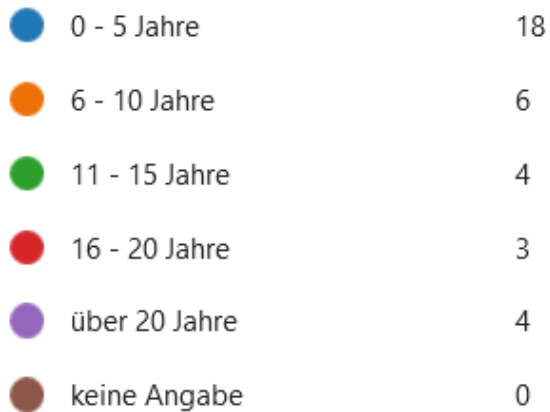 0 - 5 Jahre 18
6 - 10 Jahre 6
11 - 15 Jahre 4
16 - 20 Jahre 3
über 20 Jahre 4
keine Angabe 0